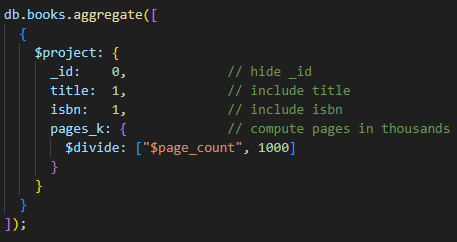 db.books.aggregate([
  {
    $project: {
      _id:    0,             // hide _id
      title:  1,             // include title
      isbn:   1,             // include isbn
      pages_k: {             // compute pages in thousands
        $divide: ["$page_count", 1000]
      }
    }
  }
]);